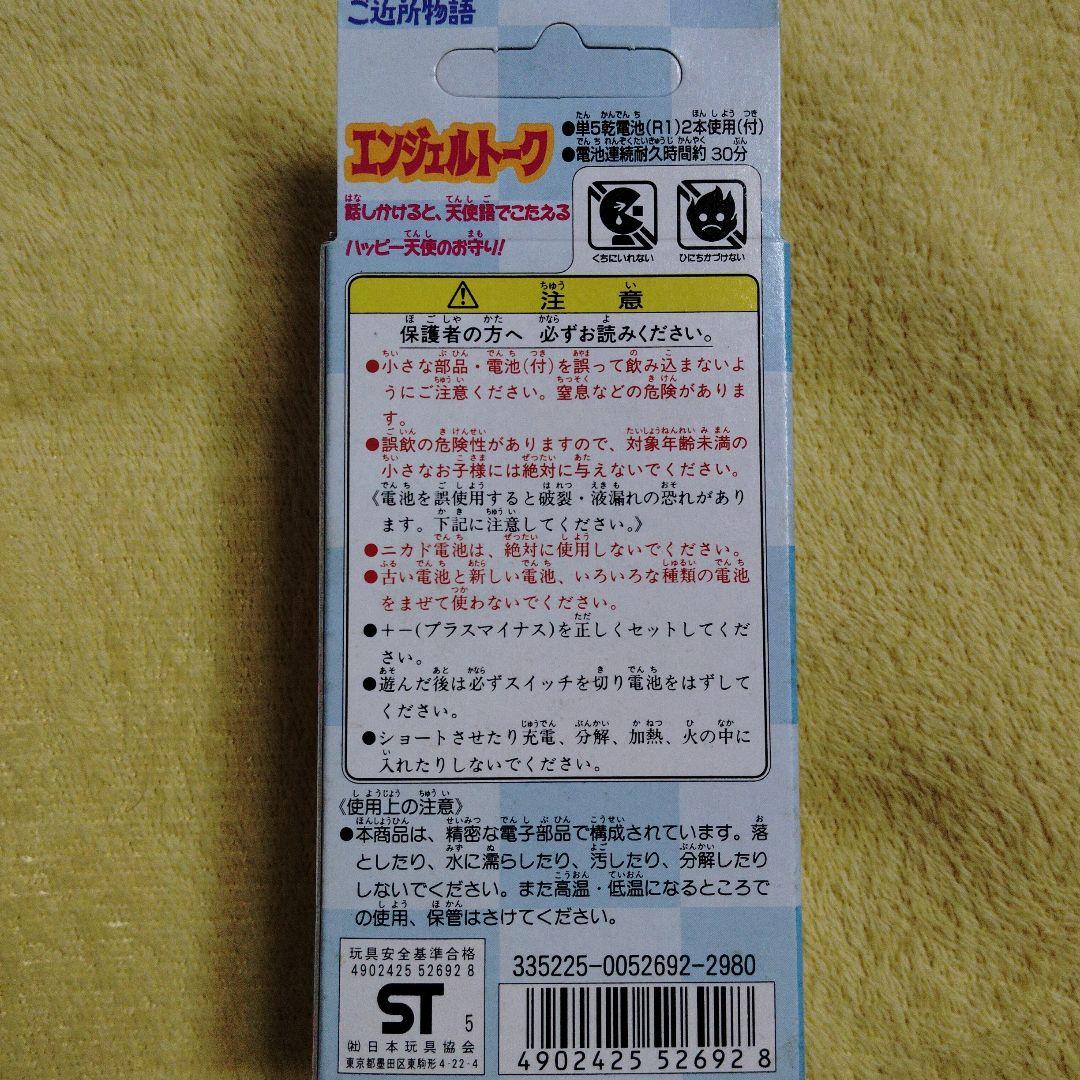 ご近所物語
エンジェルトーク
●単5乾電池(R1)2本使用(付)
●電池連続耐久時間約 30分
話しかけると、天使語でこたえる
ハッピー天使のお守り!
くちにいれない
ひにちかづけない
注意
保護者の方へ 必ずお読みください。
●小さな部品・電池(付)を誤って飲み込まないよ
うにご注意ください。窒息などの危険がありま
す。
●誤飲の危険性がありますので、対象年齢未満の
小さなお子様には絶対に与えないでください。
《電池を誤使用すると破裂・液漏れの恐れがあり
ます。下記に注意してください。》
●ニカド電池は、絶対に使用しないでください。
●古い電池と新しい電池、いろいろな種類の電池
をまぜて使わないでください。
●+−(プラスマイナス)を正しくセットしてくだ
さい。
●遊んだ後は必ずスイッチを切り電池をはずして
ください。
●ショートさせたり充電、分解、加熱、火の中に
入れたりしないでください。
《使用上の注意》
●本商品は、精密な電子部品で構成されています。落
としたり、水に濡らしたり、汚したり、分解したり
しないでください。また高温・低温になるところで
の使用、保管はさけてください。
玩具安全基準合格
4902425 52692 8
ST 5
(社)日本玩具協会
東京都墨田区東駒形4-22-4
335225-0052692-2980
4902425 526928